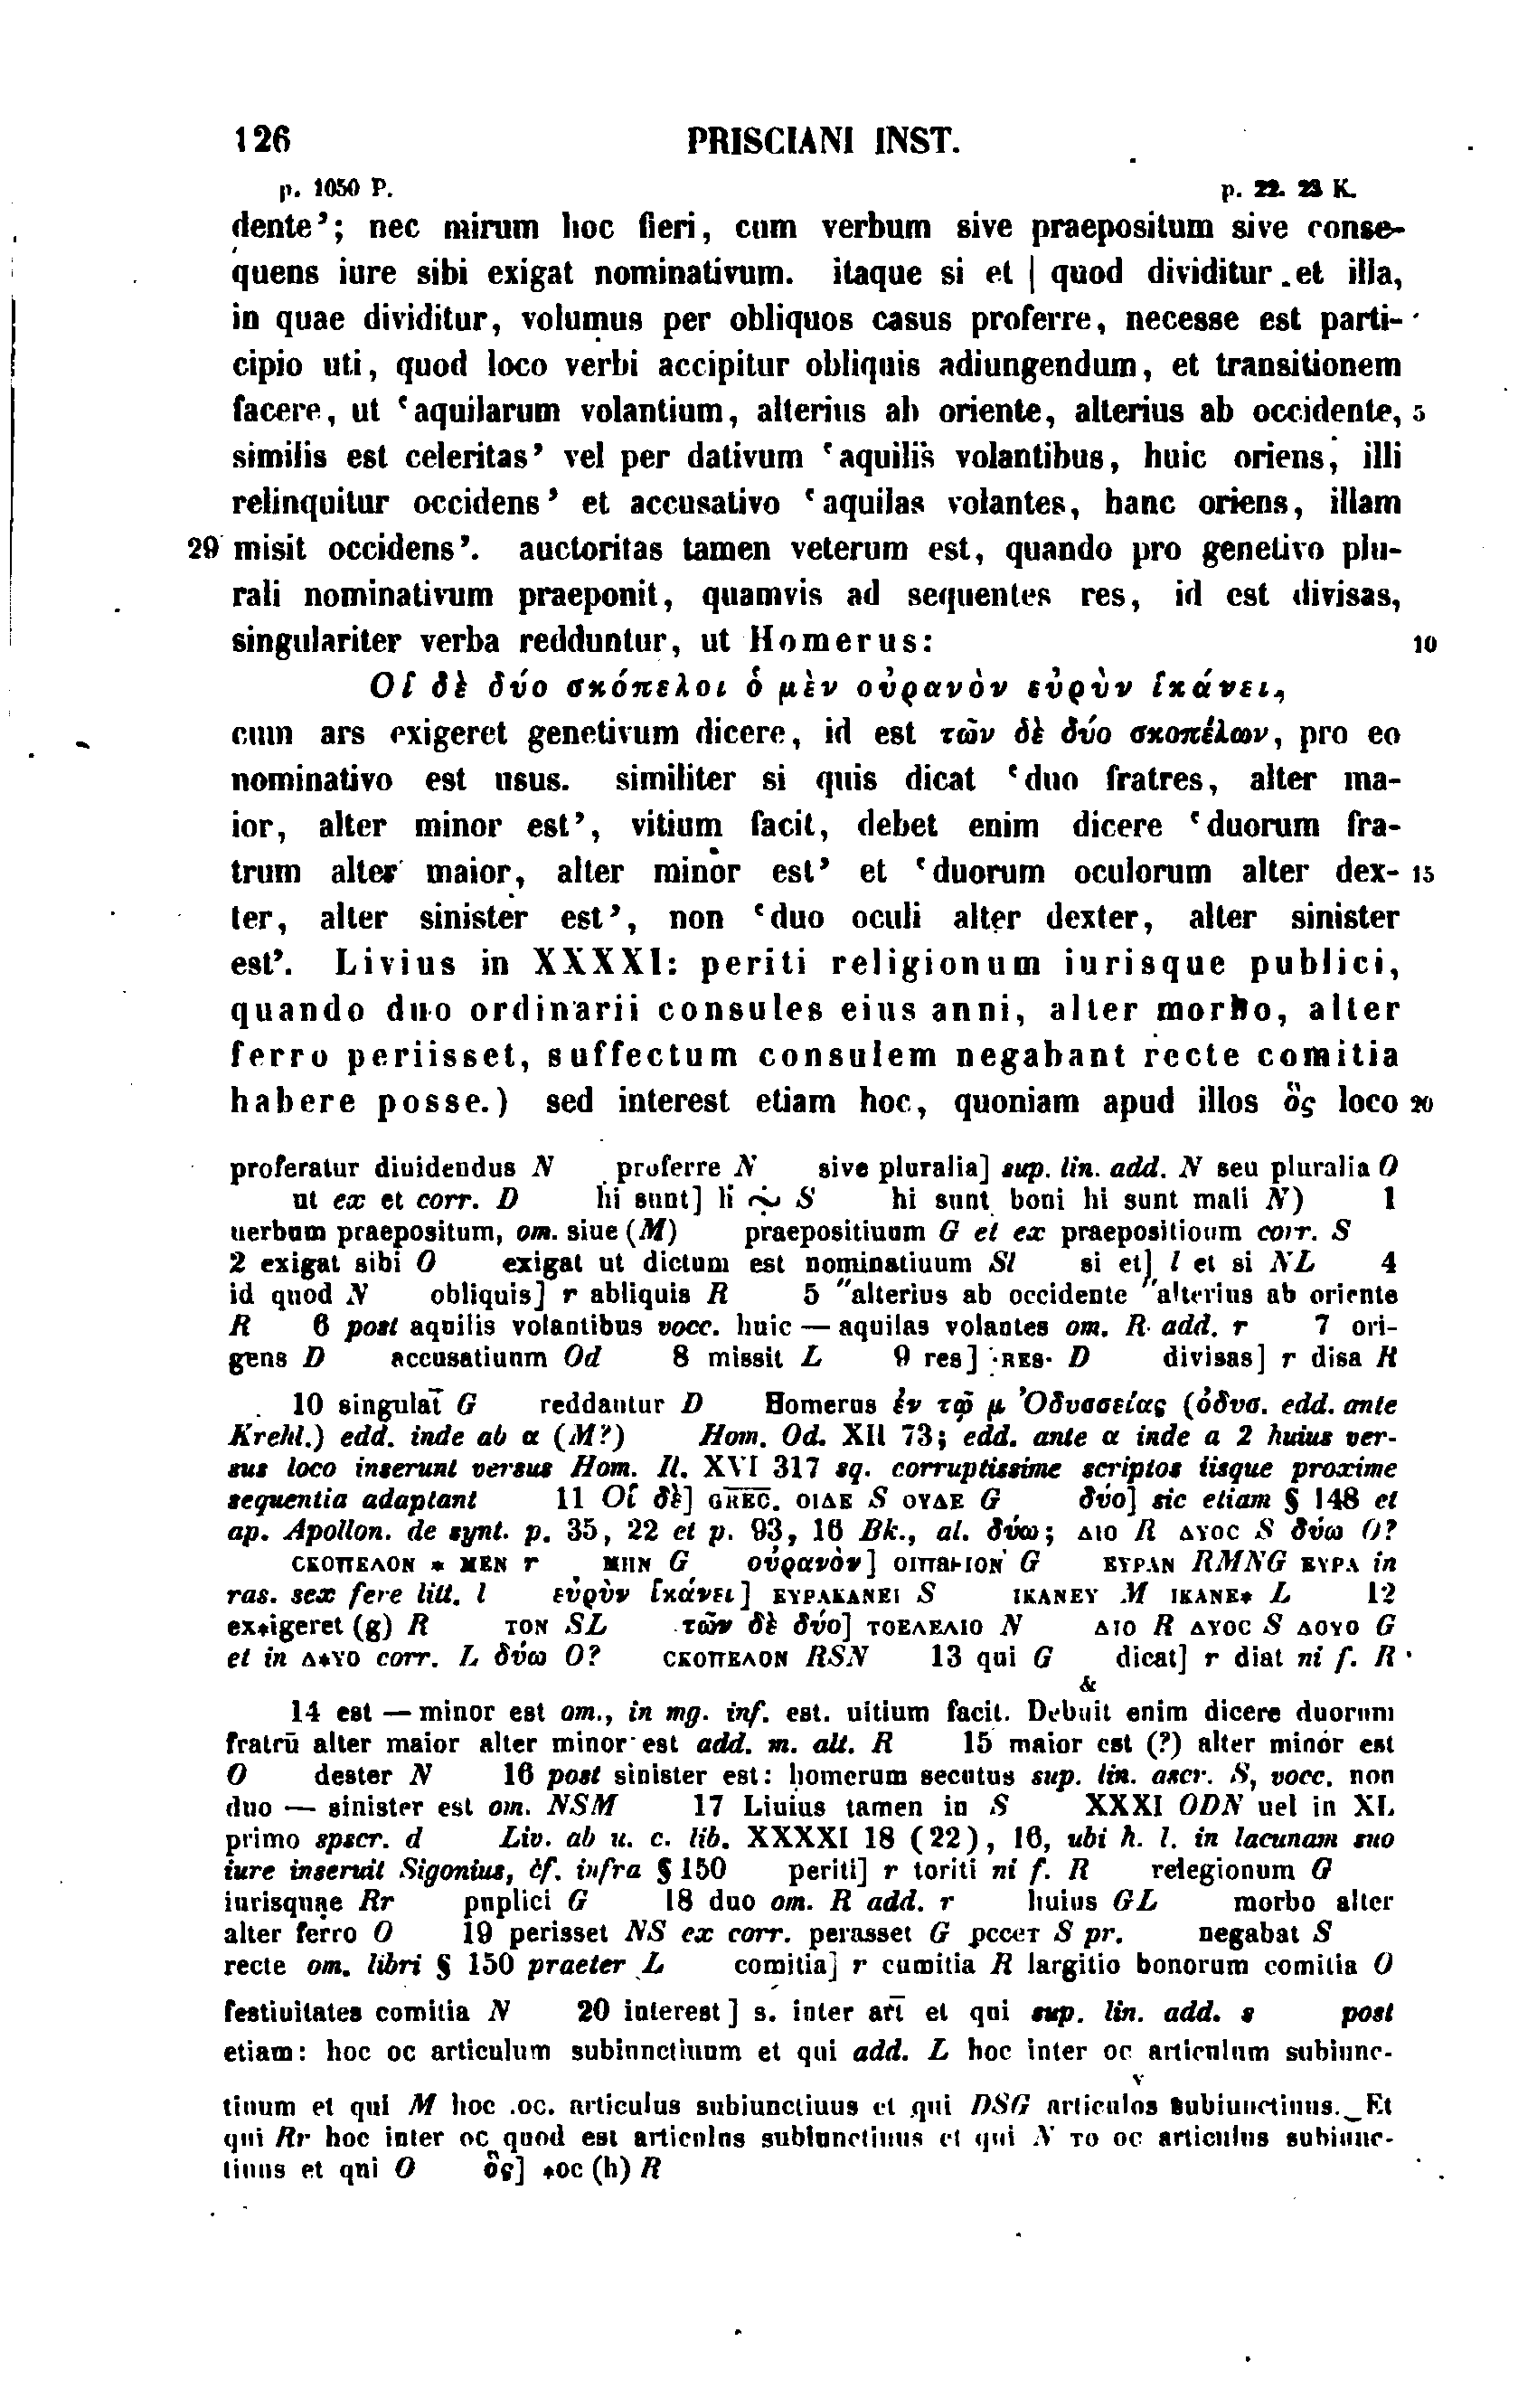 126 PRISCIANI INST.
p. 1050 P. p. 22. 23 K.
dente’; nec mirum hoc fieri, cum verbum sive praepositum sive conse-
quens iure sibi exigat nominativum. itaque si et | quod dividitur et illa,
in quae dividitur, volumus per obliquos casus proferre, necesse est parti-
cipio uti, quod loco verbi accipitur obliquis adiungendum, et transitionem
facere, ut ‘aquilarum volantium, alterius ab oriente, alterius ab occidente, 5
similis est celeritas’ vel per dativum ‘aquilis volantibus, huic oriens, illi
relinquitur occidens’ et accusativo ‘aquilas volantes, hanc oriens, illam
29 misit occidens’. auctoritas tamen veterum est, quando pro genetivo plu-
rali nominativum praeponit, quamvis ad sequentes res, id est divisas,
singulariter verba redduntur, ut Homerus: 10
Οἳ δὲ δύο σκόπελοι ὁ μὲν οὐρανὸν εὐρὺν ἱκάνει,
cum ars exigeret genetivum dicere, id est τῶν δὲ δύο σκοπέλων, pro eo
nominativo est usus. similiter si quis dicat ‘duo fratres, alter ma-
ior, alter minor est’, vitium facit, debet enim dicere ‘duorum fra-
trum alter maior, alter minor est’ et ‘duorum oculorum alter dex- 15
ter, alter sinister est’, non ‘duo oculi alter dexter, alter sinister
est’. Livius in XXXXI: periti religionum iurisque publici,
quando duo ordinarii consules eius anni, alter morbo, alter
ferro periisset, suffectum consulem negabant recte comitia
habere posse.) sed interest etiam hoc, quoniam apud illos ὅς loco 20
proferatur diuidendus N proferre N sive pluralia] sup. lin. add. N seu pluralia O
ut ex et corr. D hi sunt] li ~ S hi sunt boni hi sunt mali N) 1
uerbum praepositum, om. siue (M) praepositiuum G et ex praepositioum corr. S
2 exigat sibi O exigat ut dictum est nominatiuum Sl si et] l et si NL 4
id quod N obliquis] r abliquis R 5 "alterius ab occidente "alterius ab oriente
R 6 post aquilis volantibus vocc. huic — aquilas volantes om. R add. r 7 ori-
gens D accusatiuum Od 8 missit L 9 res] ·RES· D divisas] r disa R
10 singulaī G reddantur D Homerus ἐν τῷ μ Ὀδυσσείας (ὀδυσ. edd. ante
Krehl.) edd. inde ab α (M?) Hom. Od. XII 73; edd. ante α inde a 2 huius ver-
sus loco inserunt versus Hom. Il. XVI 317 sq. corruptissime scriptos iisque proxime
sequentia adaptant 11 Οἳ δὲ] GREC. ΟΙΔΕ S ΟΥΔΕ G δύο] sic etiam § 148 et
ap. Apollon. de synt. p. 35, 22 et p. 93, 16 Bk., al. δύω; ΔΙΟ R ΔΥΟC S δύω O?
CΚΟΠΕΛΟΝ * ΜΕΝ r ΜΗΝ G οὐρανὸν] G ΕΥΡΑΝ RMNG ΕΥΡΑ in
ras. sex fere litt. l εὐρὺν ἱκάνει] ΕΥΡΑΚΑΝΕΙ S ΙΚΑΝΕΥ M ΙΚΑΝΕ* L 12
ex*igeret (g) R ΤΟΝ SL τῶν δὲ δύο] ΤΟΕΛΕΛΙΟ N ΔΙΟ R ΔΥΟC S ΔΟΥΟ G
et in Δ*ΥΟ corr. L δύω O? CΚΟΠΕΛΟΝ RSN 13 qui G dicat] r diat ni f. R
&
14 est — minor est om., in mg. inf. est. uitium facit. Debuit enim dicere duorum
fratrū alter maior alter minor est add. m. alt. R 15 maior est (?) alter minor est
O dester N 16 post sinister est: homerum secutus sup. lin. ascr. S, vocc. non
duo — sinister est om. NSM 17 Liuius tamen in S XXXI ODN uel in XL
primo spscr. d Liv. ab u. c. lib. XXXXI 18 (22), 16, ubi h. l. in lacunam suo
iure inseruit Sigonius, cf. infra § 150 periti] r toriti ni f. R relegionum G
iurisquae Rr puplici G 18 duo om. R add. r huius GL morbo alter
alter ferro O 19 perisset NS ex corr. perasset G S pr. negabat S
recte om. libri § 150 praeter L comitia] r cumitia R largitio bonorum comitia O
festiuitates comitia N 20 interest] s. inter arī et qui sup. lin. add. s post
etiam: hoc oc articulum subiunctiuum et qui add. L hoc inter oc articulum subiunc-
v
tiuum et qui M hoc .oc. articulus subiunctiuus et qui DSG articulos subiunctiuus. Et
qui Rr hoc inter oc quod est articulus subiunctiuus et qui N το oc articulus subiunc-
tiuus et qui O ὅς] *oc (h) R